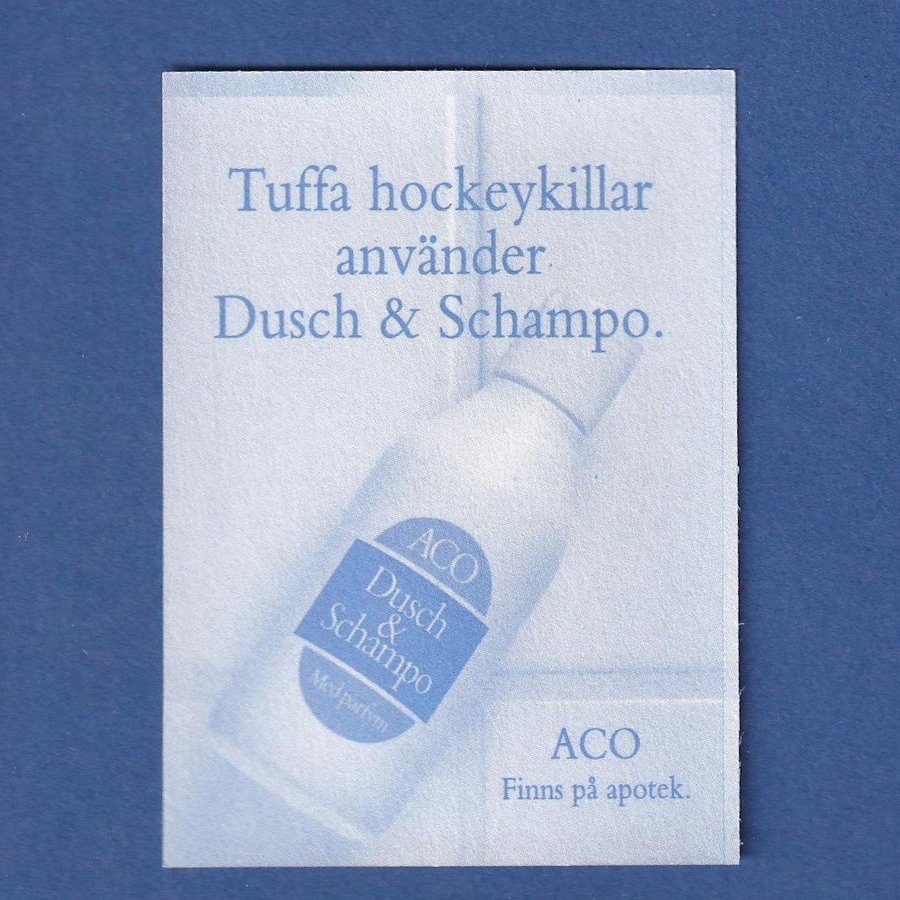 Tuffa hockeykillar
använder
Dusch & Schampo.
ACO
Dusch
&
Schampo
Med parfym
ACO
Finns på apotek.